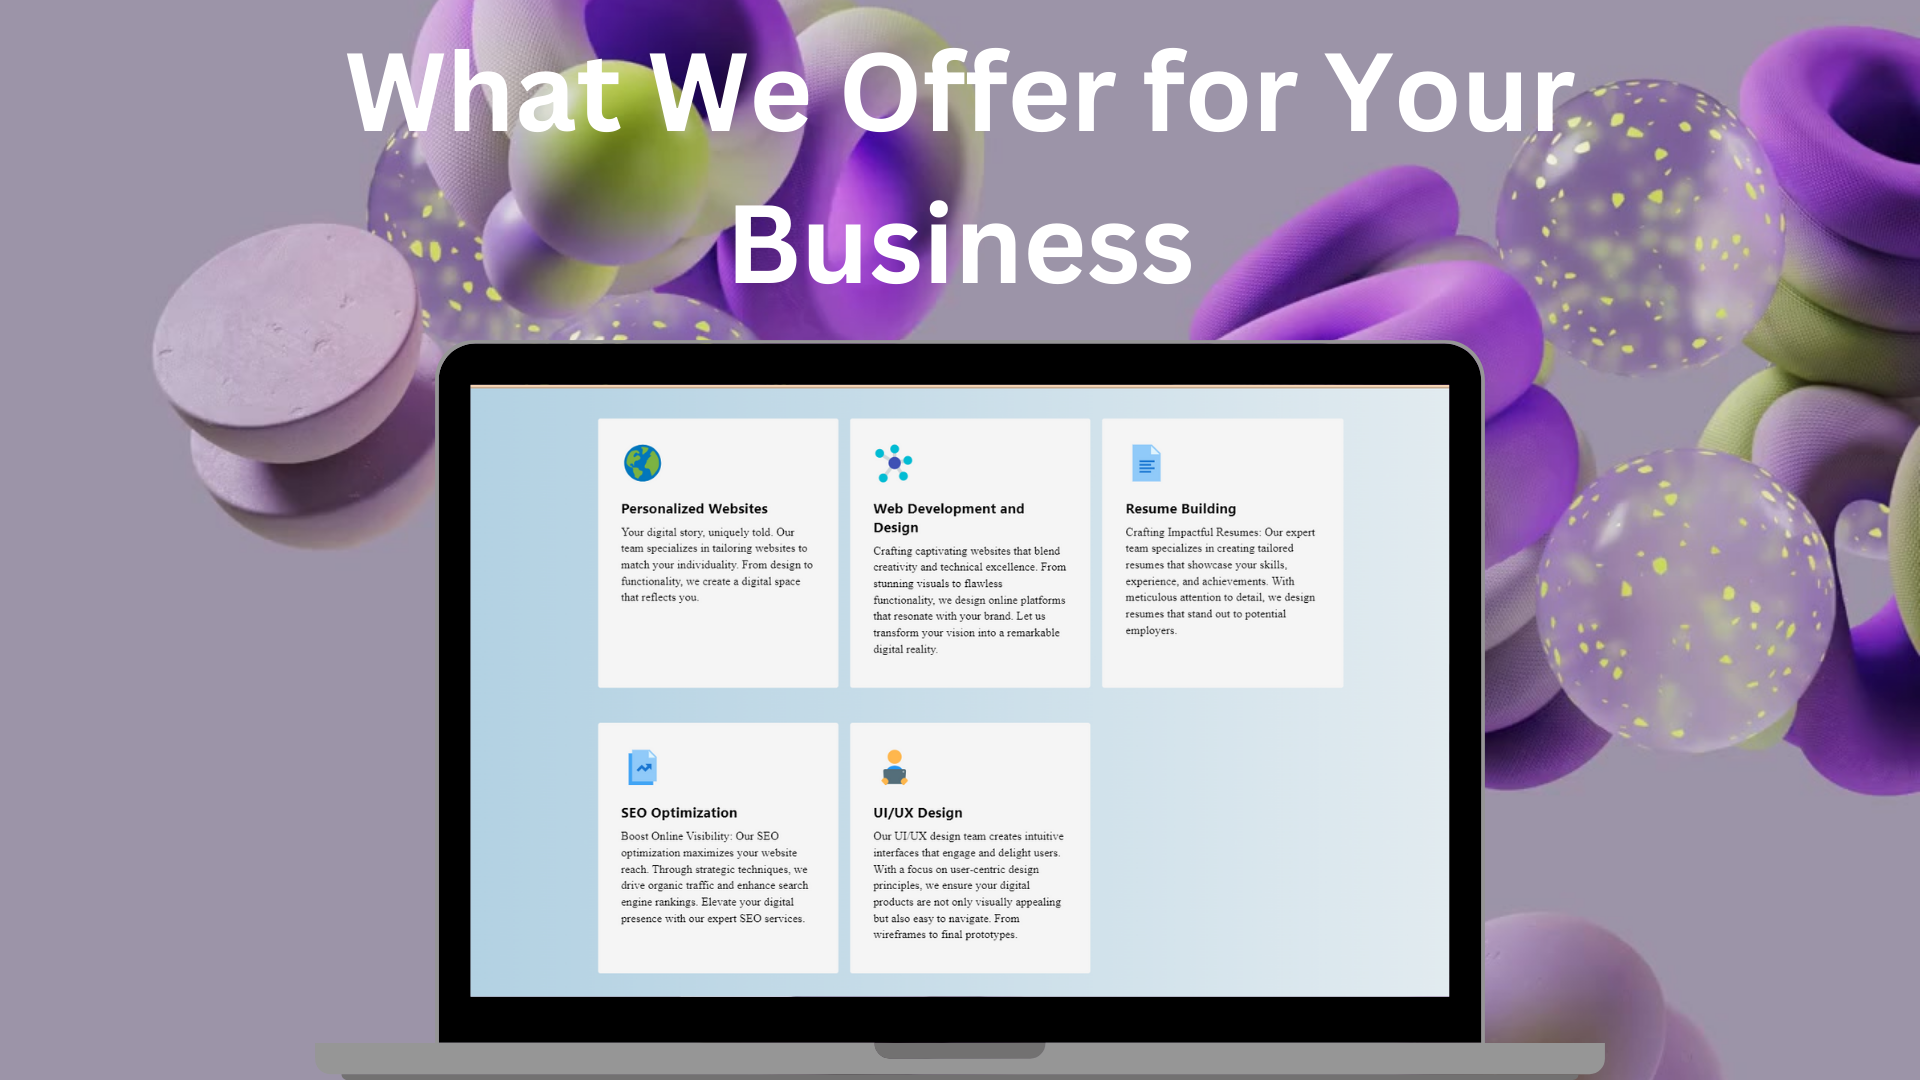 What We Offer for Your
Business
Personalized Websites
Your digital story, uniquely told. Our
team specializes in tailoring websites to
match your individuality. From design to
functionality, we create a digital space
that reflects you.
Web Development and
Design
Crafting captivating websites that blend
creativity and technical excellence. From
stunning visuals to flawless
functionality, we design online platforms
that resonate with your brand. Let us
transform your vision into a remarkable
digital reality.
Resume Building
Crafting Impactful Resumes: Our expert
team specializes in creating tailored
resumes that showcase your skills,
experience, and achievements. With
meticulous attention to detail, we design
resumes that stand out to potential
employers.
SEO Optimization
Boost Online Visibility: Our SEO
optimization maximizes your website
reach. Through strategic techniques, we
drive organic traffic and enhance search
engine rankings. Elevate your digital
presence with our expert SEO services.
UI/UX Design
Our UI/UX design team creates intuitive
interfaces that engage and delight users.
With a focus on user-centric design
principles, we ensure your digital
products are not only visually appealing
but also easy to navigate. From
wireframes to final prototypes.